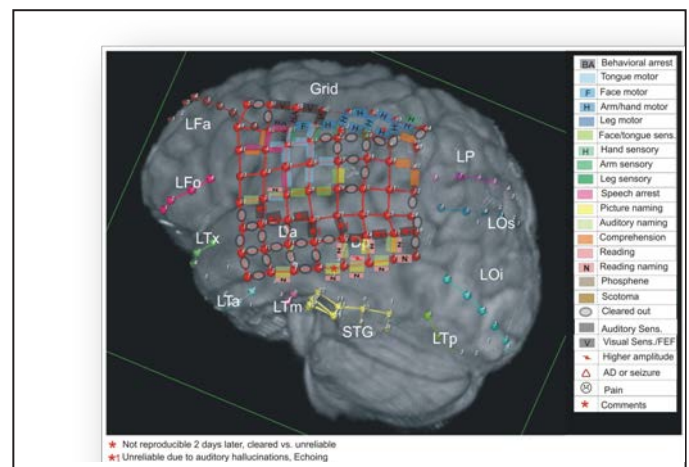 Grid
LFa
LFo
LTx
LTa
LTm
STG
LTp
LOi
LOs
LP
BA Behavioral arrest
Tongue motor
F Face motor
H Arm/hand motor
Leg motor
Face/tongue sens.
H Hand sensory
Arm sensory
Leg sensory
Speech arrest
Picture naming
Auditory naming
Comprehension
Reading
N Reading naming
Phosphene
Scotoma
Cleared out
Auditory Sens.
V Visual Sens./FEF
Higher amplitude
AD or seizure
Pain
* Comments
* Not reproducible 2 days later, cleared vs. unreliable
*1 Unreliable due to auditory hallucinations, Echoing